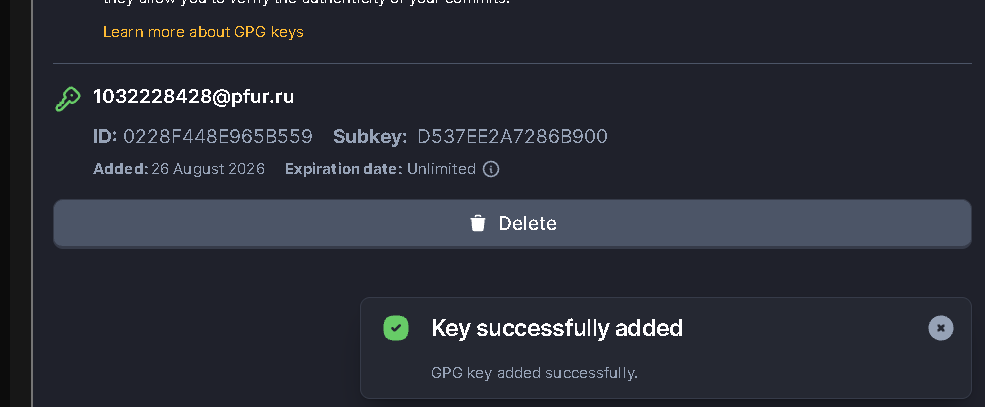 they allow you to verify the authenticity of your commits.
Learn more about GPG keys
1032228428@pfur.ru
ID: 0228F448E965B559 Subkey: D537EE2A7286B900
Added: 26 August 2026 Expiration date: Unlimited
Delete
Key successfully added
GPG key added successfully.